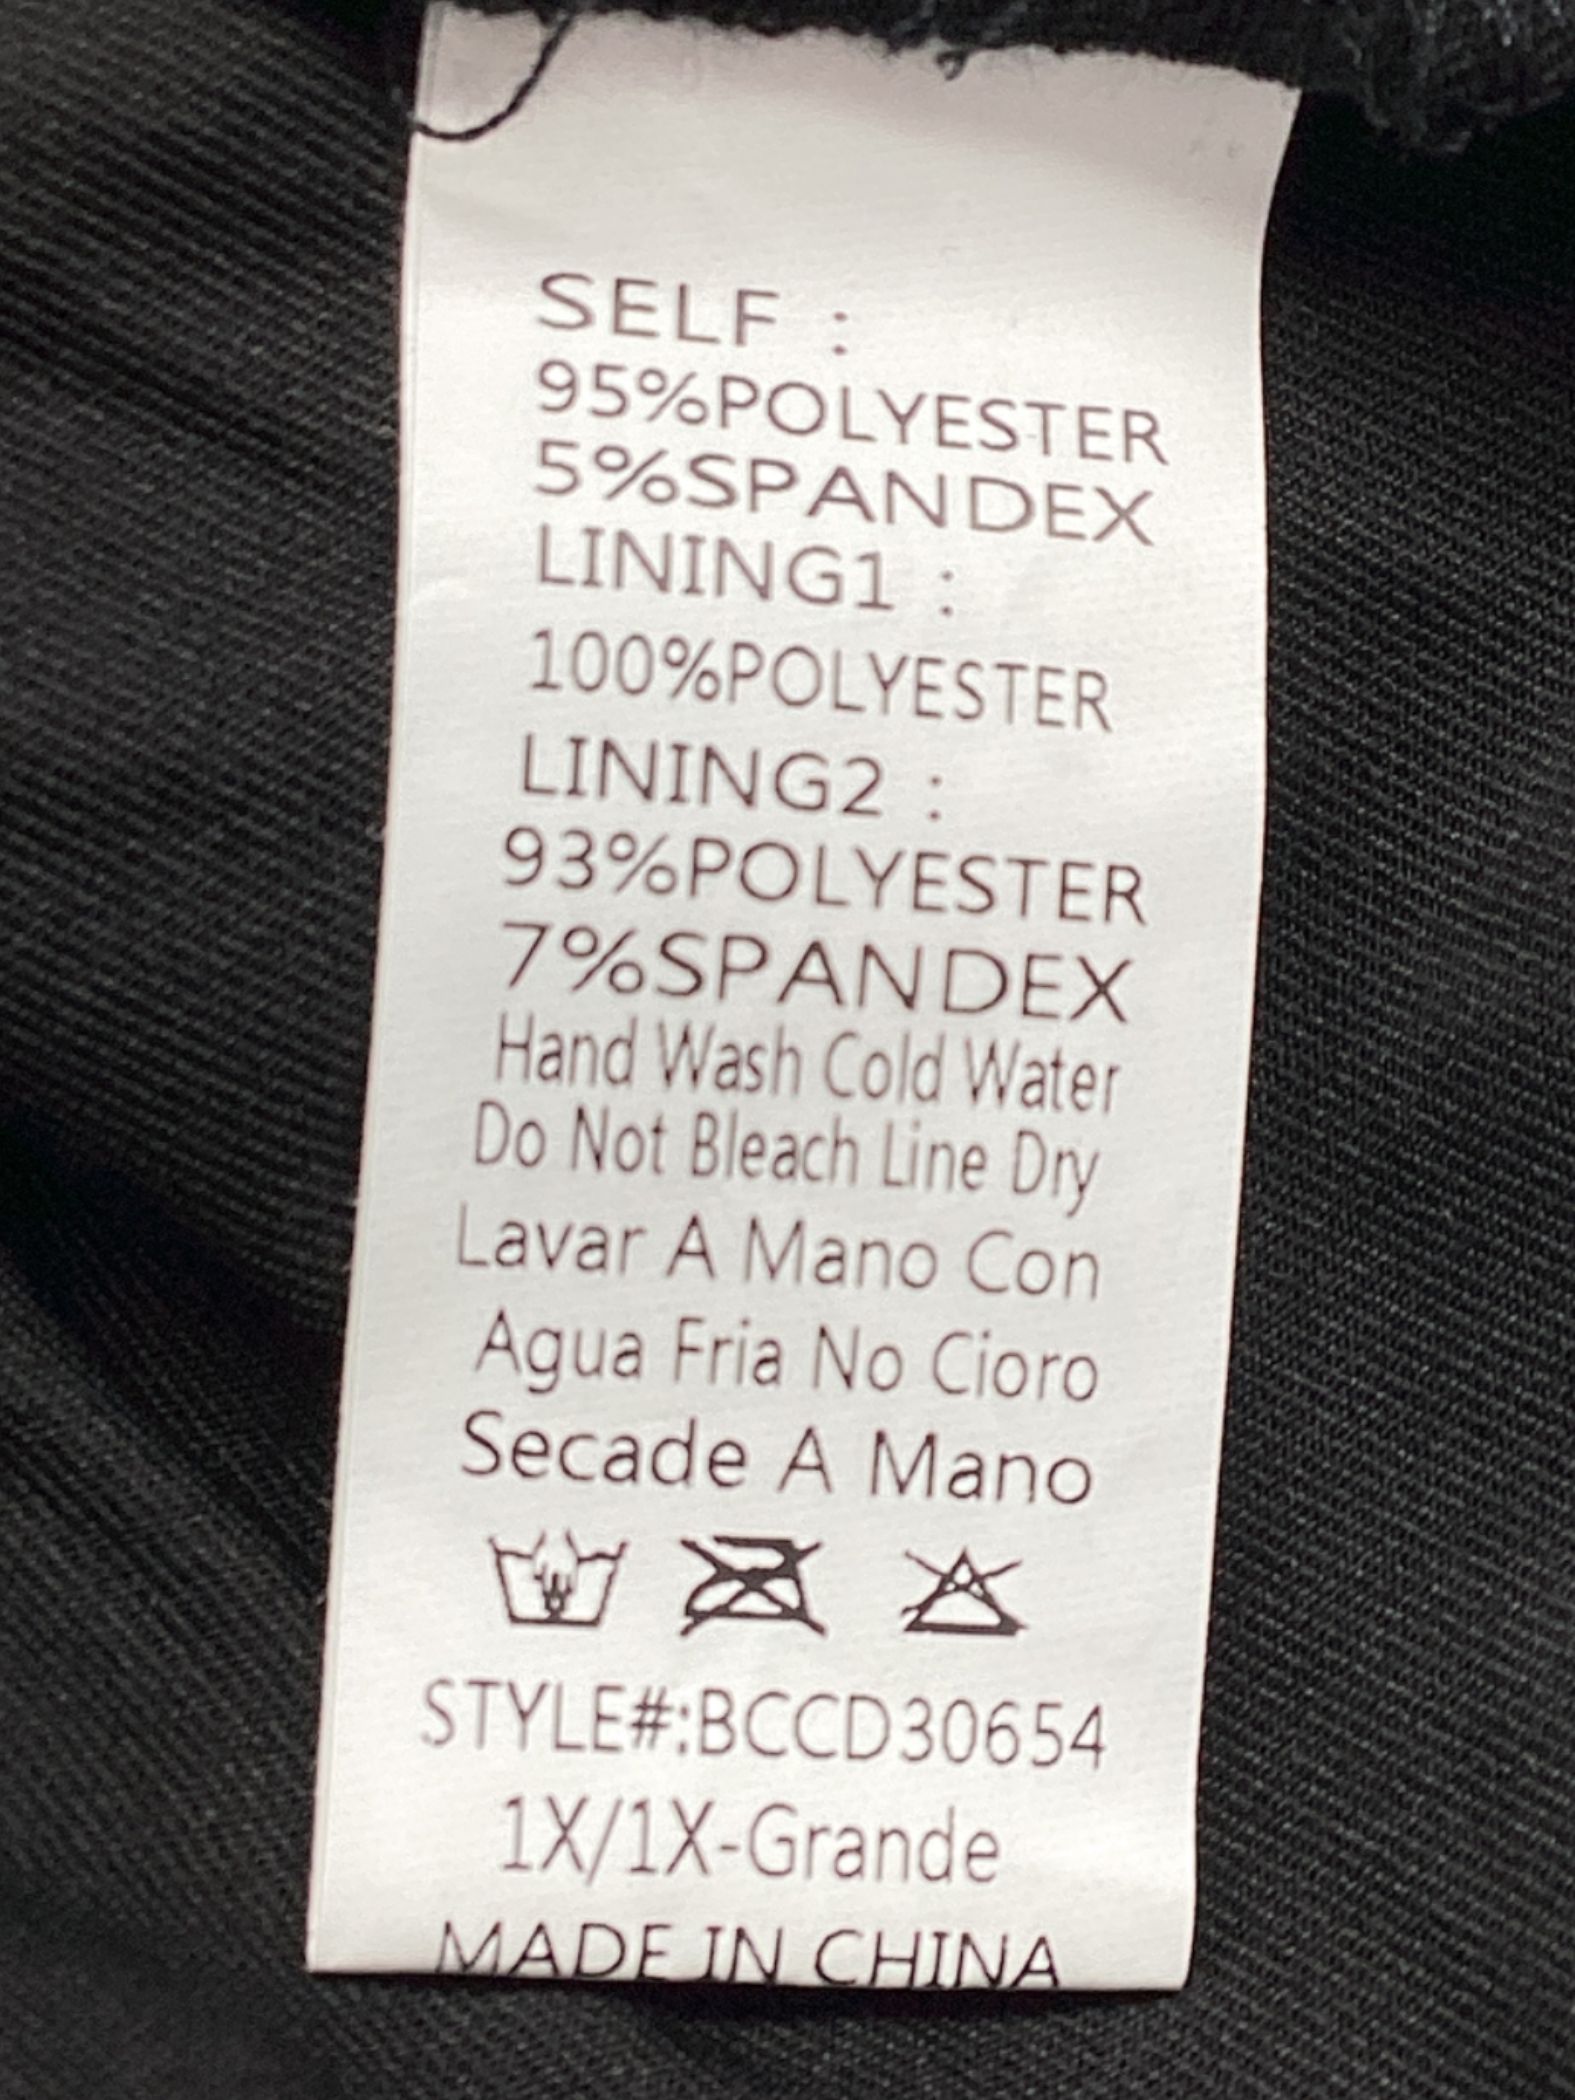 SELF :
95%POLYESTER
5%SPANDEX
LINING1 :
100%POLYESTER
LINING2 :
93%POLYESTER
7%SPANDEX
Hand Wash Cold Water
Do Not Bleach Line Dry
Lavar A Mano Con
Agua Fria No Cioro
Secade A Mano
STYLE#:BCCD30654
1X/1X-Grande
MADE IN CHINA